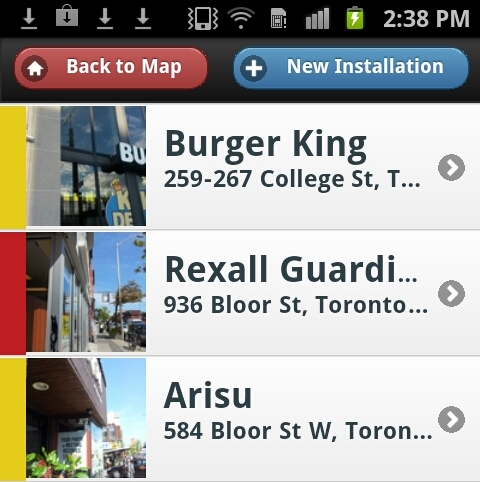 2:38 PM
Back to Map
New Installation
Burger King
259-267 College St, T...
Rexall Guardi...
936 Bloor St, Toronto...
Arisu
584 Bloor St W, Toron...